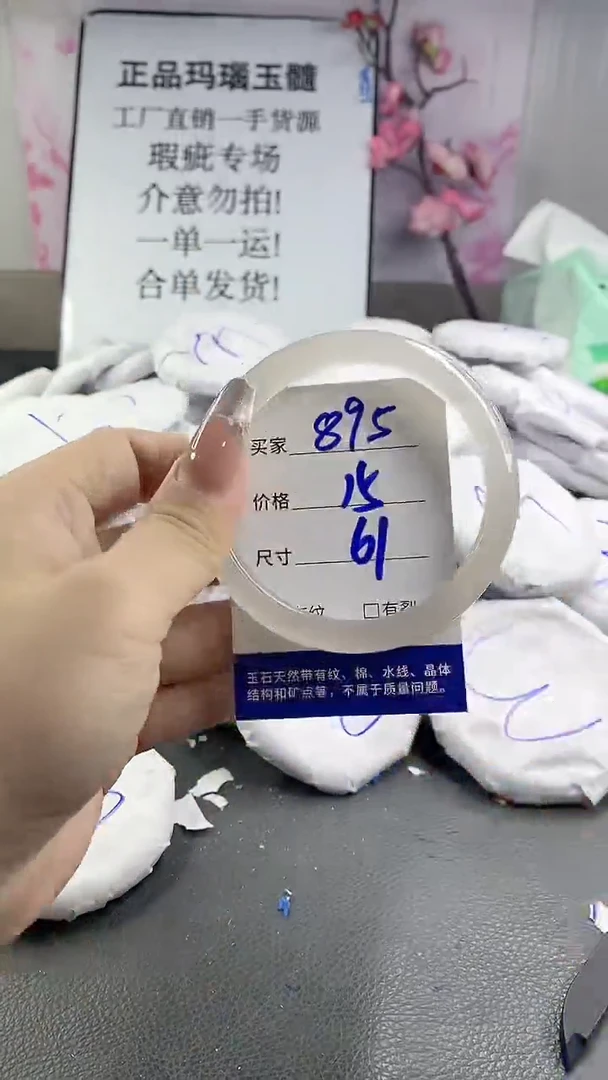 正品玛瑙玉髓
工厂直销一手货源
瑕疵专场
介意勿拍!
一单一运!
合单发货!
买家 895
价格 15
尺寸 61
纹 □有裂
玉石天然带有纹、棉、水线、晶体
结构和矿点等，不属于质量问题。